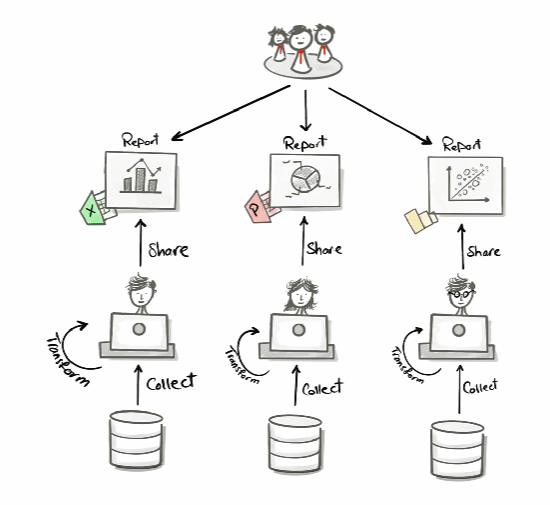 Report
Report
Report
X
P
Share
Share
Share
Transform
Transform
Transform
Collect
Collect
Collect